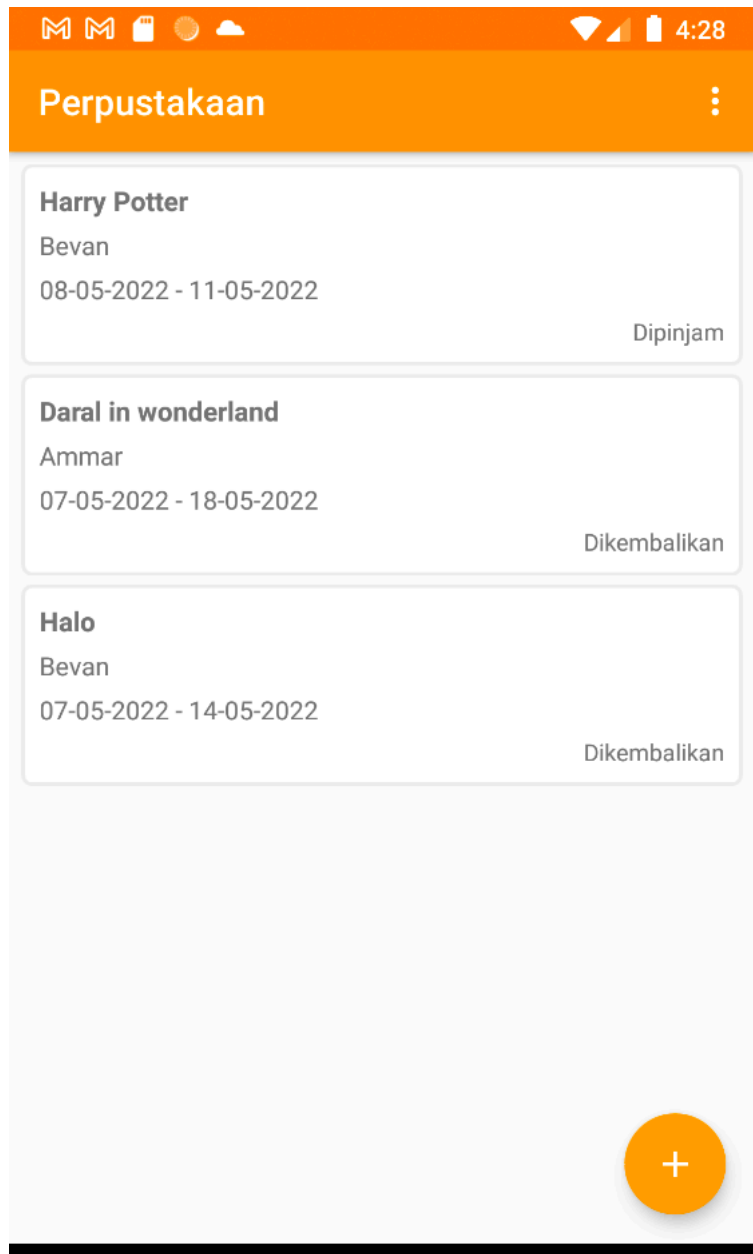 4:28
Perpustakaan
Harry Potter
Bevan
08-05-2022 - 11-05-2022
Dipinjam
Daral in wonderland
Ammar
07-05-2022 - 18-05-2022
Dikembalikan
Halo
Bevan
07-05-2022 - 14-05-2022
Dikembalikan
+